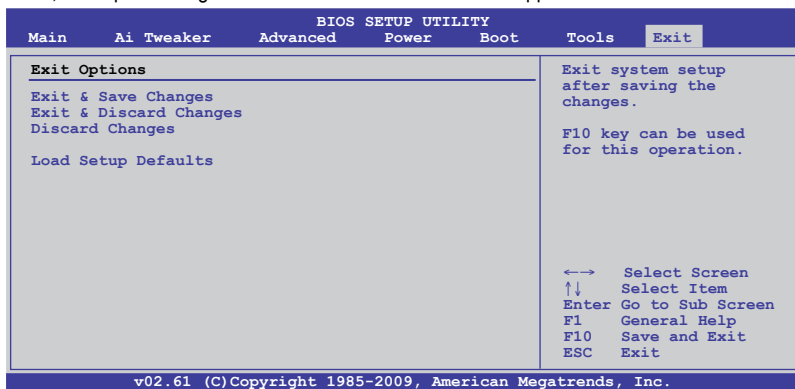 BIOS SETUP UTILITY
Main Ai Tweaker Advanced Power Boot Tools Exit
Exit Options
Exit & Save Changes
Exit & Discard Changes
Discard Changes
Load Setup Defaults
Exit system setup
after saving the
changes.
F10 key can be used
for this operation.
←→ Select Screen
↑↓ Select Item
Enter Go to Sub Screen
F1 General Help
F10 Save and Exit
ESC Exit
v02.61 (C)Copyright 1985-2009, American Megatrends, Inc.